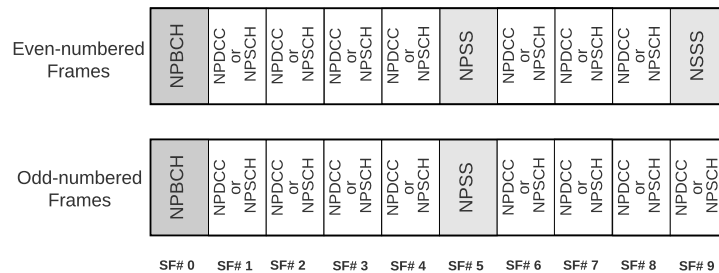 Even-numbered
Frames
NPBCH
NPDCC
or
NPSCH
NPDCC
or
NPSCH
NPDCC
or
NPSCH
NPDCC
or
NPSCH
NPSS
NPDCC
or
NPSCH
NPDCC
or
NPSCH
NPDCC
or
NPSCH
NSSS
Odd-numbered
Frames
NPBCH
NPDCC
or
NPSCH
NPDCC
or
NPSCH
NPDCC
or
NPSCH
NPDCC
or
NPSCH
NPSS
NPDCC
or
NPSCH
NPDCC
or
NPSCH
NPDCC
or
NPSCH
NPDCC
or
NPSCH
SF# 0 SF# 1 SF# 2 SF# 3 SF# 4 SF# 5 SF# 6 SF# 7 SF# 8 SF# 9